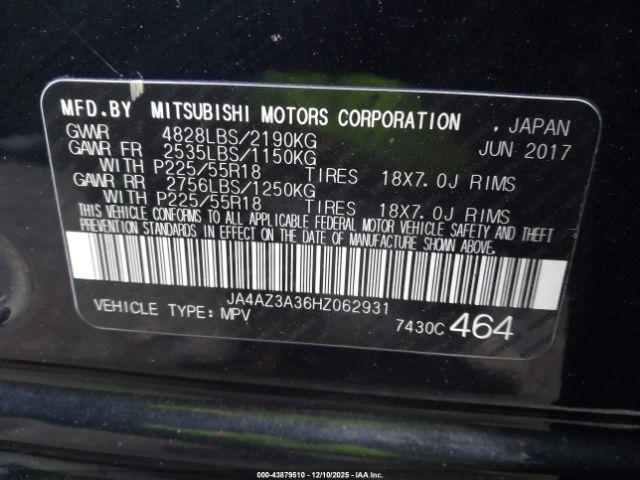 MFD.BY MITSUBISHI MOTORS CORPORATION , JAPAN
GVWR 4828LBS/2190KG JUN 2017
GAWR FR 2535LBS/1150KG
WITH P225/55R18 TIRES 18X7.0J RIMS
GAWR RR 2756LBS/1250KG
WITH P225/55R18 TIRES 18X7.0J RIMS
THIS VEHICLE CONFORMS TO ALL APPLICABLE FEDERAL MOTOR VEHICLE SAFETY AND THEFT
PREVENTION STANDARDS IN EFFECT ON THE DATE OF MANUFACTURE SHOWN ABOVE.
JA4AZ3A36HZ062931
VEHICLE TYPE:MPV 7430C 464
©-43879510 - 12/10/2025 - IAA Inc.